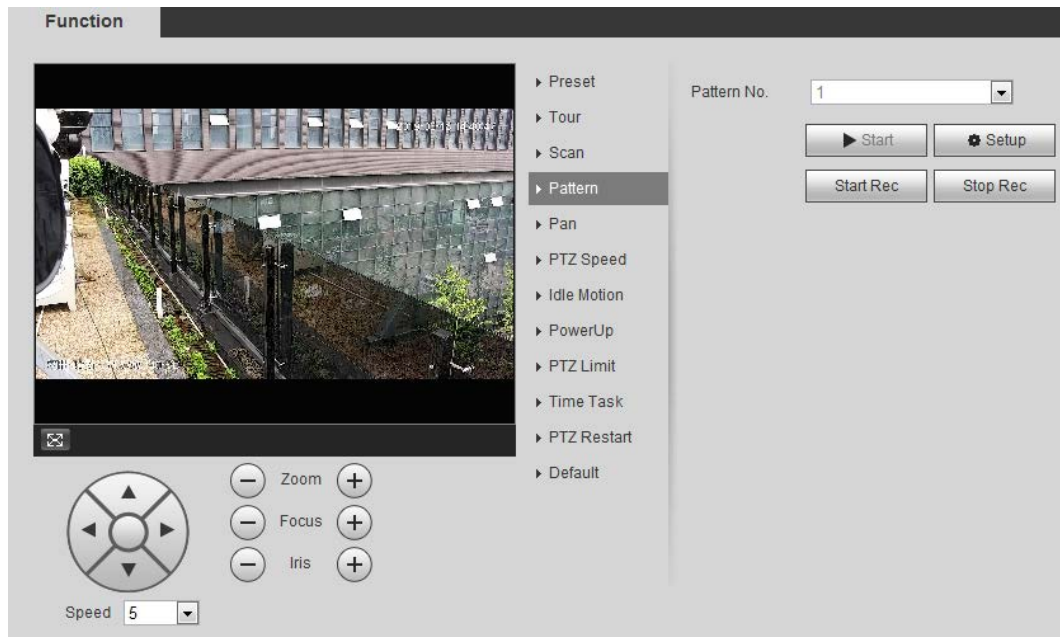 Function
Preset
Tour
Scan
Pattern
Pan
PTZ Speed
Idle Motion
PowerUp
PTZ Limit
Time Task
PTZ Restart
Default
Pattern No. 1
Start Setup
Start Rec Stop Rec
Zoom
Focus
Iris
Speed 5